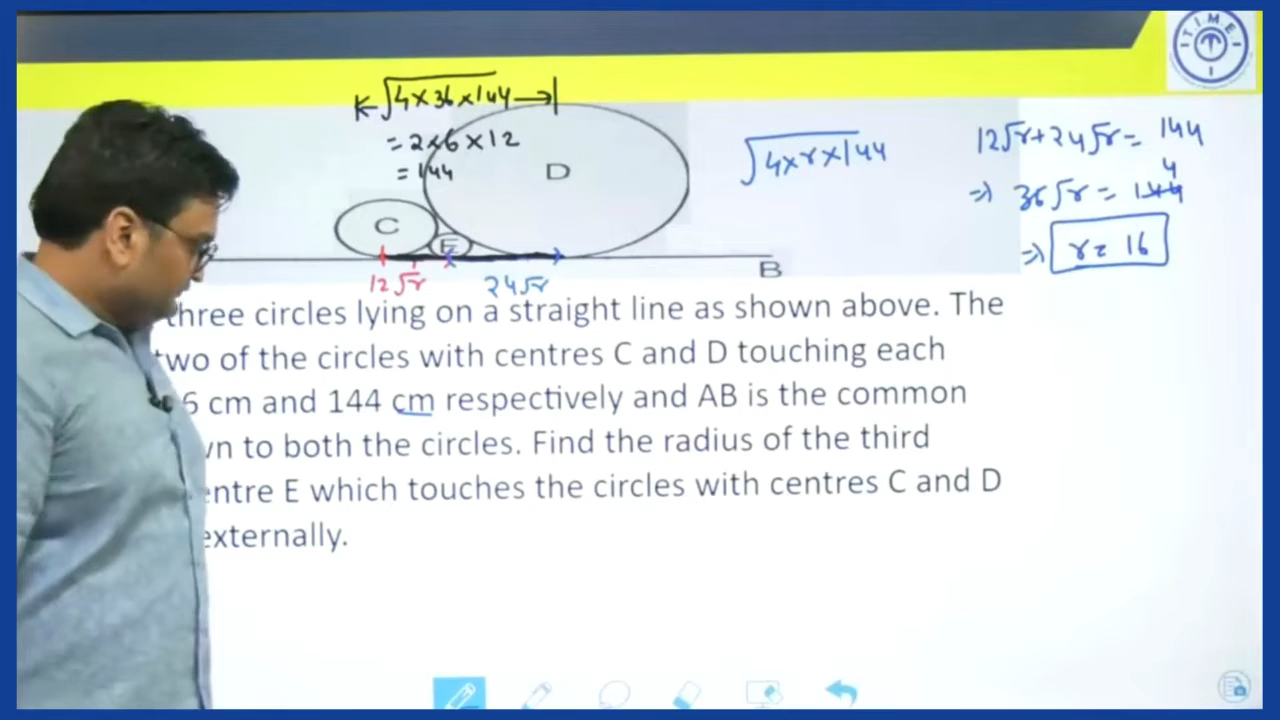 TIME
√4×36×144
= 2×6×12
= 144
D
C
E
B
12√r
24√r
√4×r×144
12√r+24√r = 144
4
⇒ 36√r = 144
⇒ r = 16
three circles lying on a straight line as shown above. The
two of the circles with centres C and D touching each
6 cm and 144 cm respectively and AB is the common
vn to both the circles. Find the radius of the third
entre E which touches the circles with centres C and D
externally.